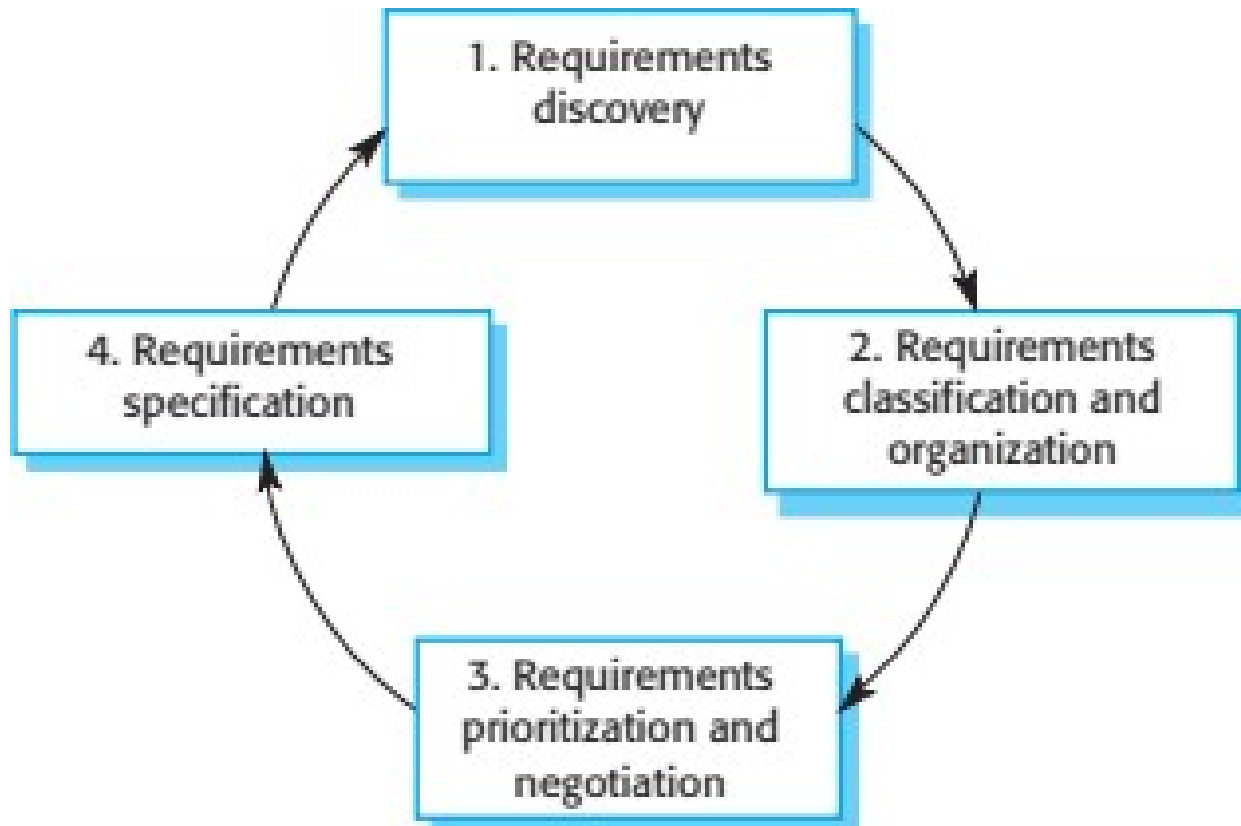 1. Requirements
discovery
2. Requirements
classification and
organization
3. Requirements
prioritization and
negotiation
4. Requirements
specification